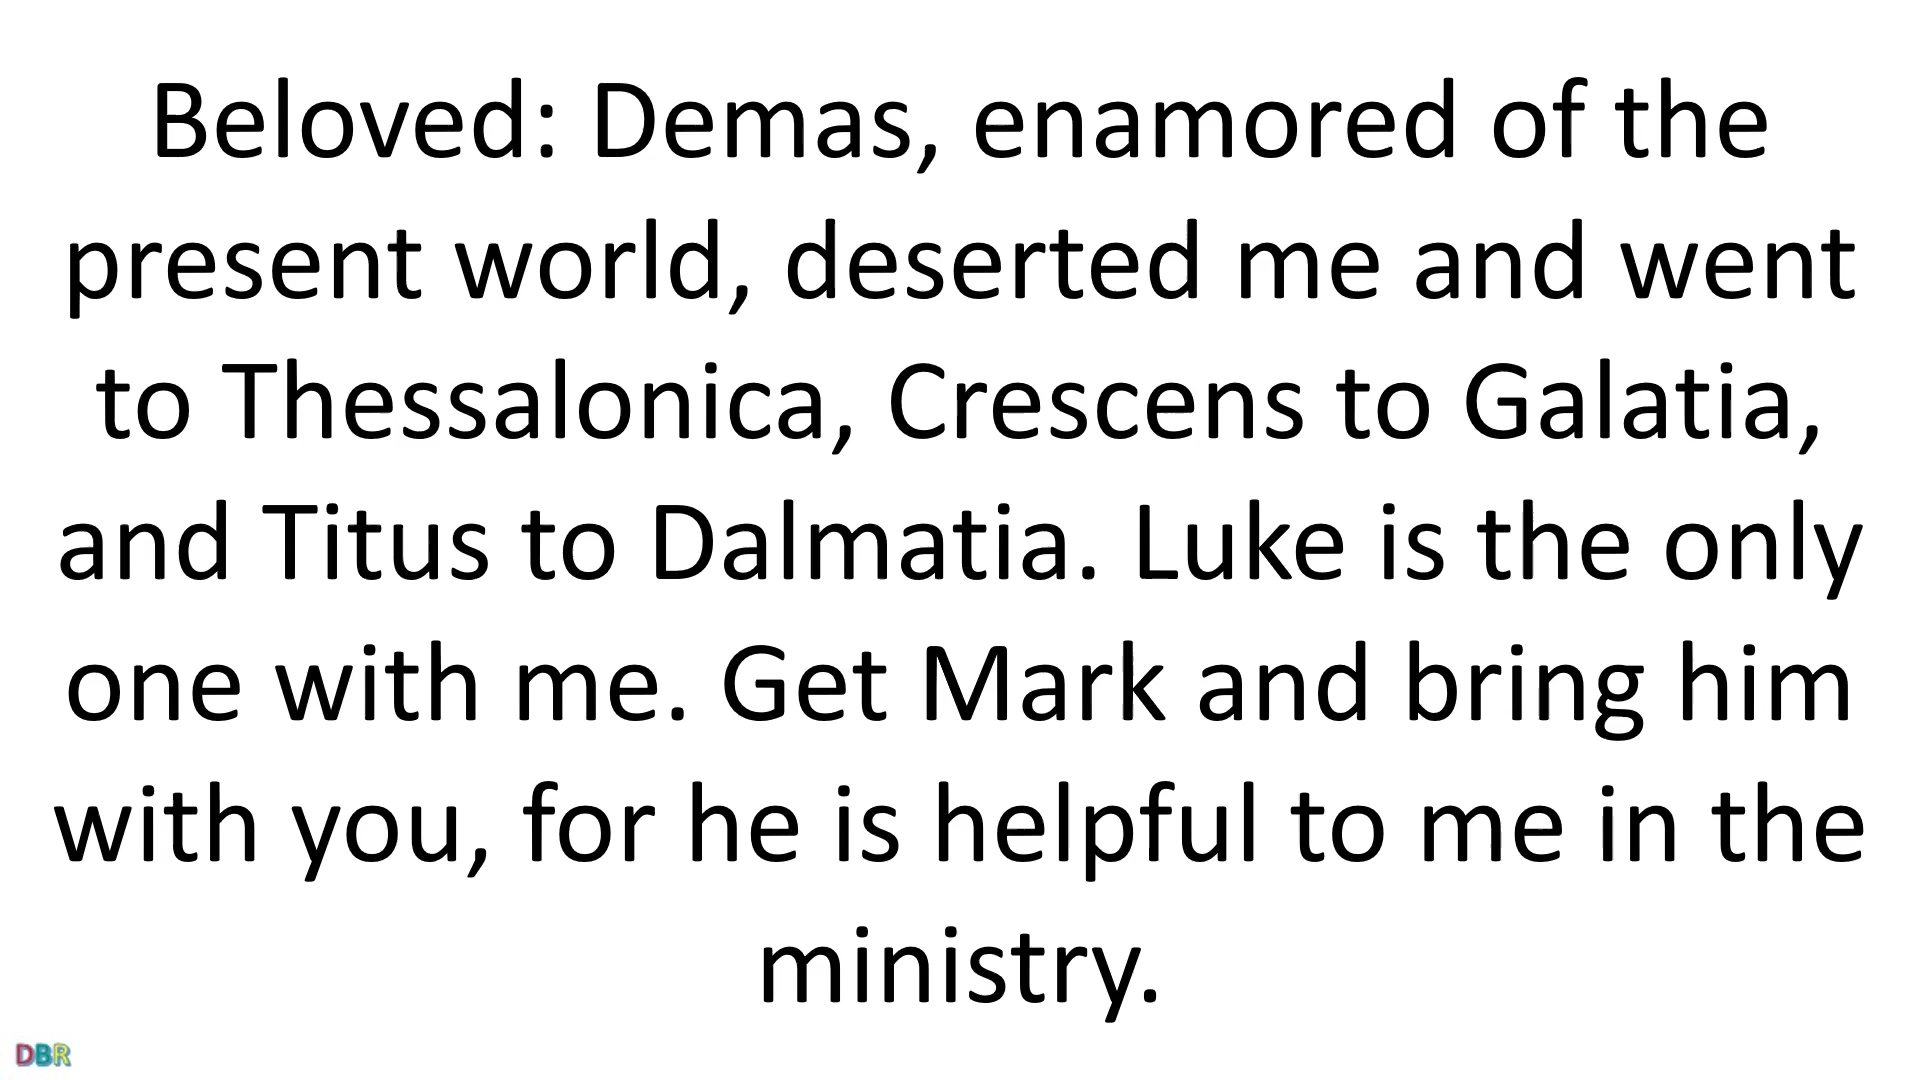 Beloved: Demas, enamored of the
present world, deserted me and went
to Thessalonica, Crescens to Galatia,
and Titus to Dalmatia. Luke is the only
one with me. Get Mark and bring him
with you, for he is helpful to me in the
ministry.
DBR